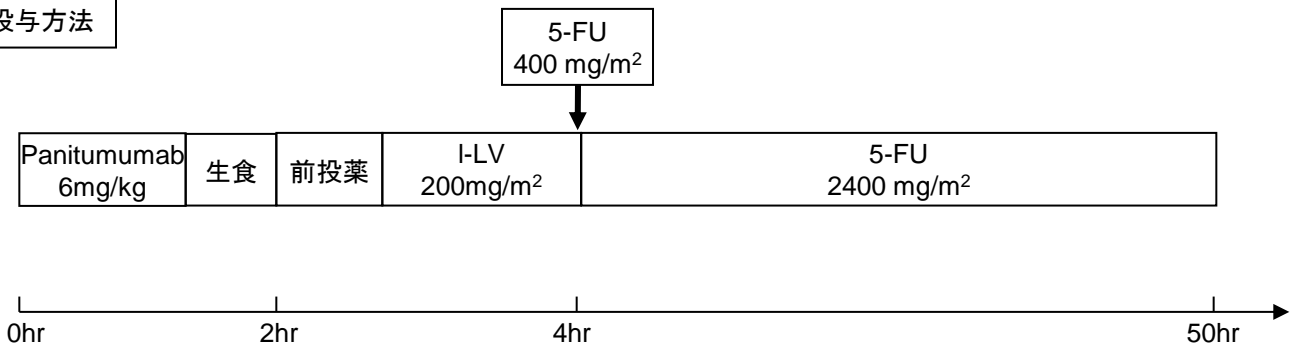 投与方法
5-FU
400 mg/m²
Panitumumab
6mg/kg
生食
前投薬
l-LV
200mg/m²
5-FU
2400 mg/m²
0hr
2hr
4hr
50hr